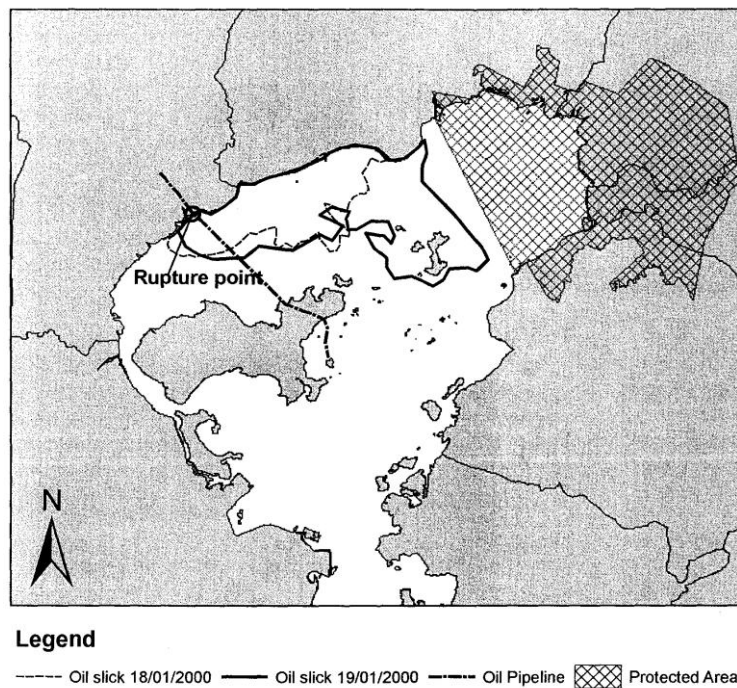 Rupture point
N
Legend
Oil slick 18/01/2000 Oil slick 19/01/2000 Oil Pipeline Protected Area